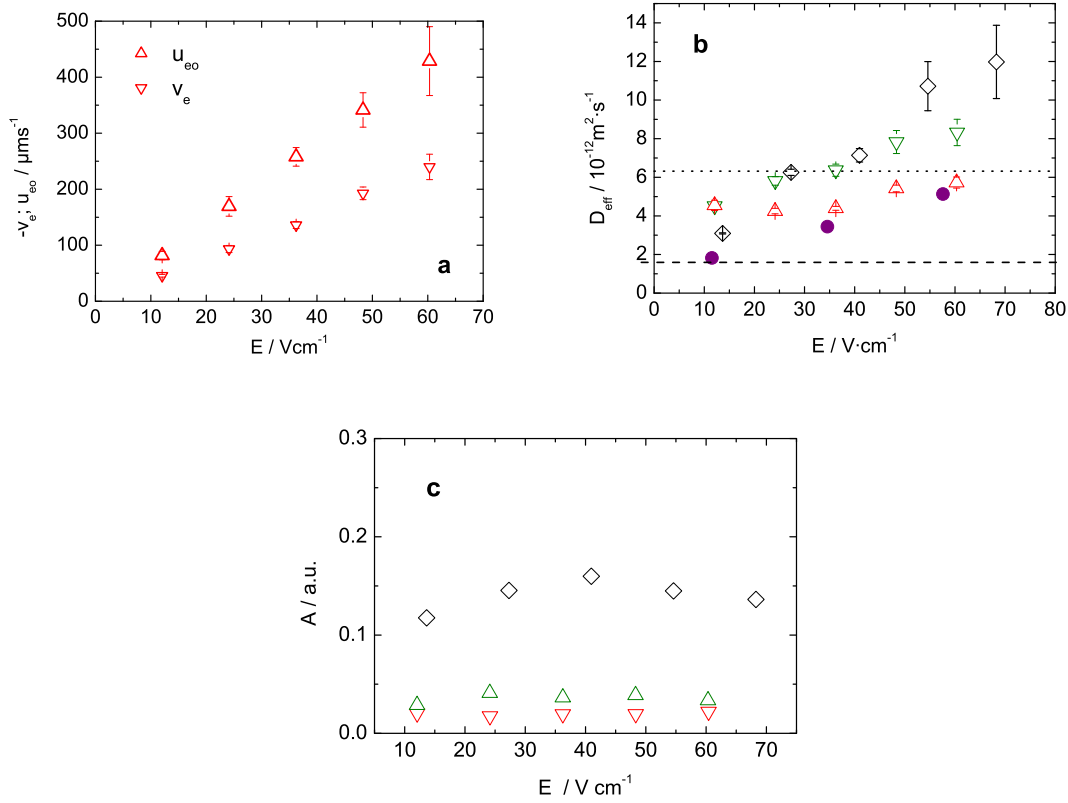 500
400
300
200
100
0
-vₑ; uₑₒ / µms⁻¹
uₑₒ
vₑ
a
0 10 20 30 40 50 60 70
E / Vcm⁻¹
14
12
10
8
6
4
2
0
D_eff / 10⁻¹²m²·s⁻¹
b
0 10 20 30 40 50 60 70 80
E / V·cm⁻¹
0.3
0.2
0.1
0.0
A / a.u.
c
10 20 30 40 50 60 70
E / V cm⁻¹